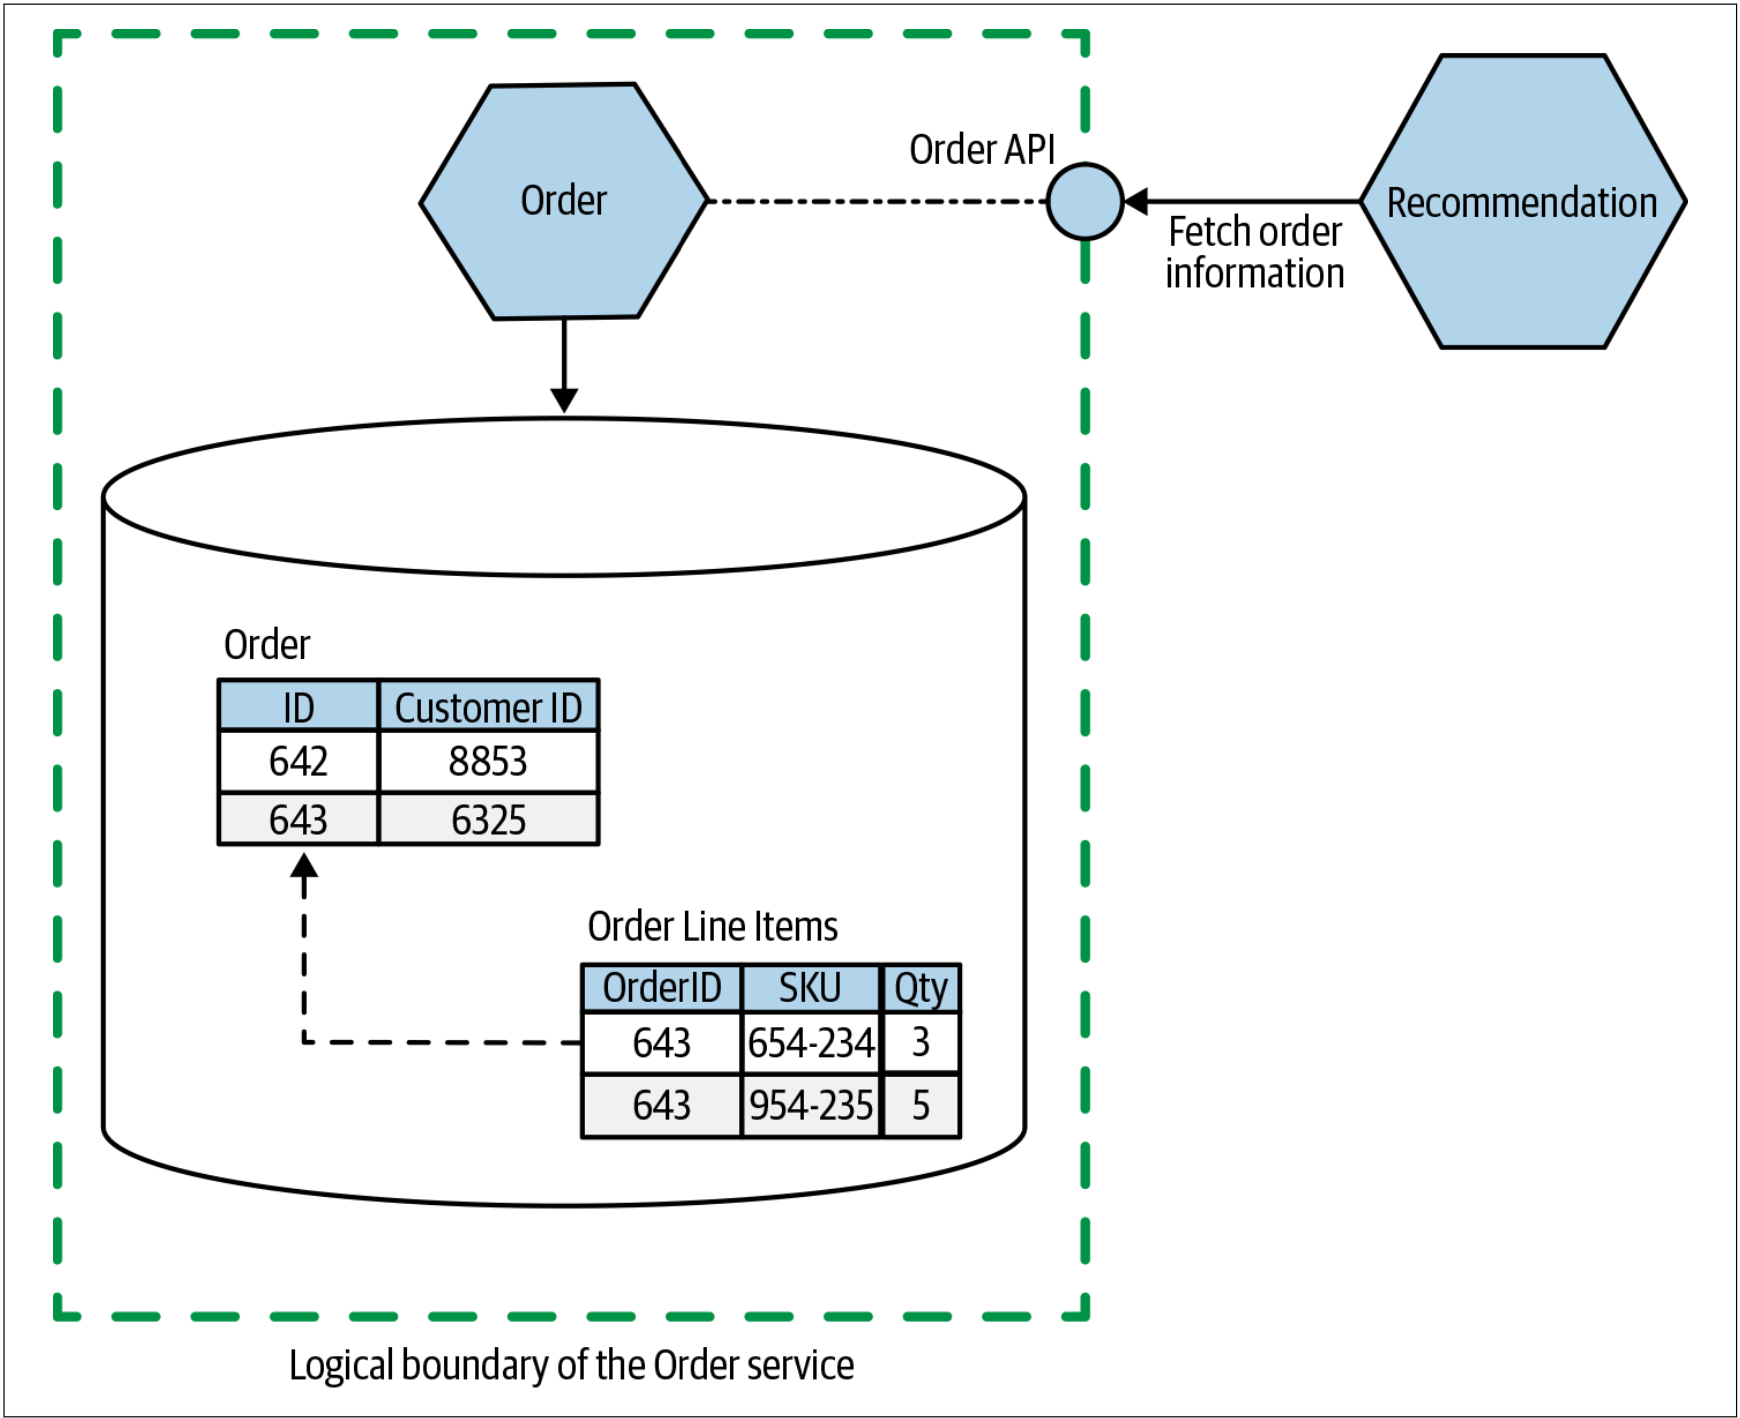 Order
Order API
Recommendation
Fetch order
information
Order
ID Customer ID
642 8853
643 6325
Order Line Items
OrderID SKU Qty
643 654-234 3
643 954-235 5
Logical boundary of the Order service